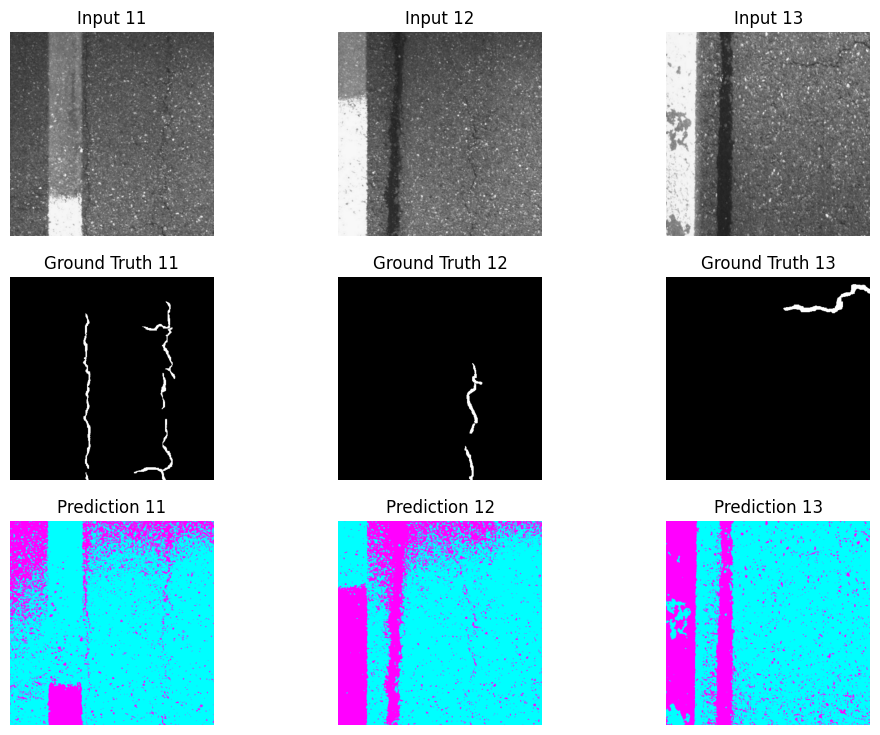 Input 11
Input 12
Input 13
Ground Truth 11
Ground Truth 12
Ground Truth 13
Prediction 11
Prediction 12
Prediction 13